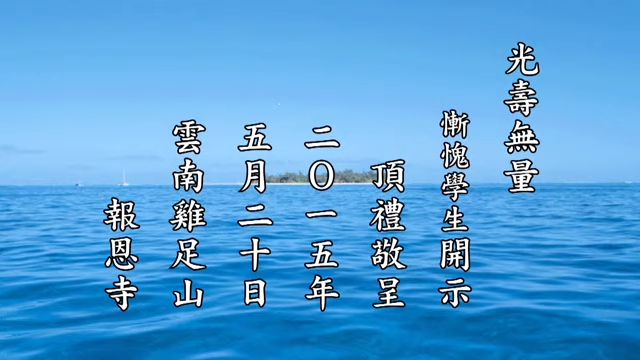 光壽無量
慚愧學生開示
頂禮敬呈
二〇一五年
五月二十日
雲南雞足山
報恩寺